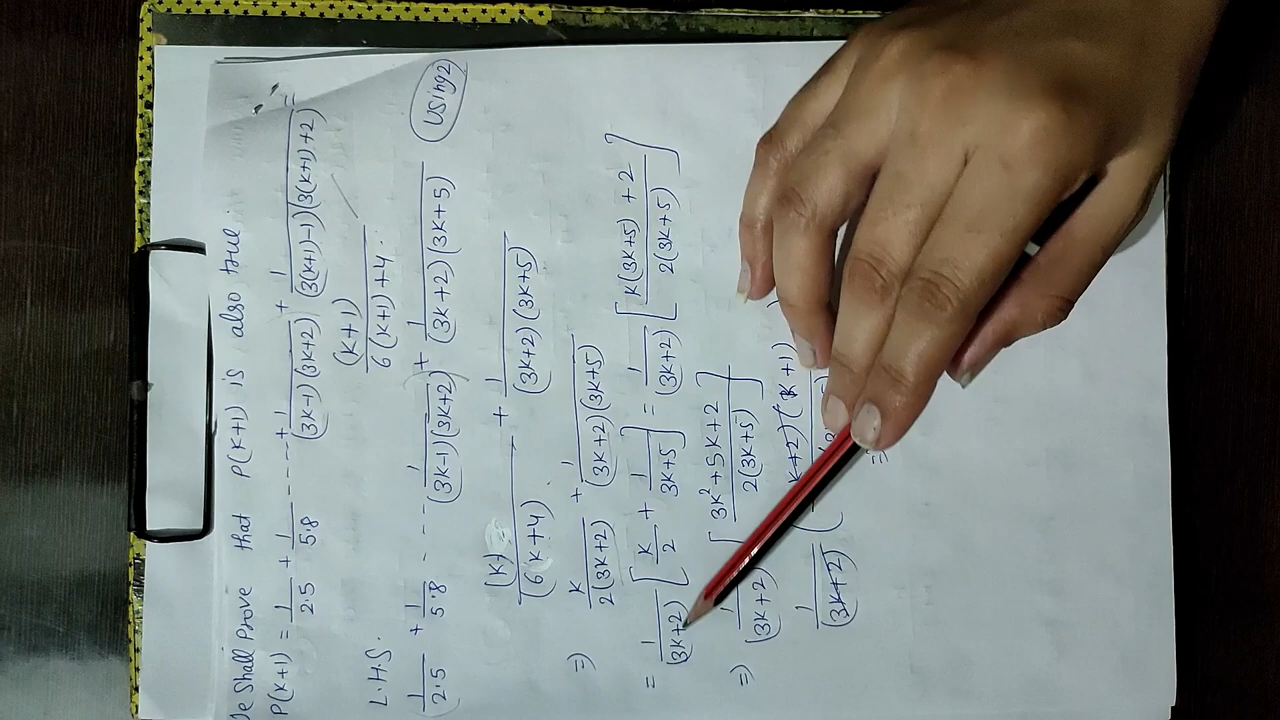 We Shall Prove that P(K+1) is also true.
P(K+1) = 1/2.5 + 1/5.8 ---- + 1/(3K-1)(3K+2) + 1/(3(K+1)-1)(3(K+1)+2) =
(K+1)/6(K+1)+4.
L.H.S.
1/2.5 + 1/5.8 - - - 1/(3K-1)(3K+2) + 1/(3K+2)(3K+5) Using 2
(K)/(6K+4) + 1/(3K+2)(3K+5)
=) K/2(3K+2) + 1/(3K+2)(3K+5)
= 1/(3K+2) [K/2 + 1/3K+5] = 1/(3K+2) [K(3K+5)+2/2(3K+5)]
=) 1/(3K+2) [3K²+5K+2/2(3K+5)]
1/(3K+2) ( K+2)(K+1)
=